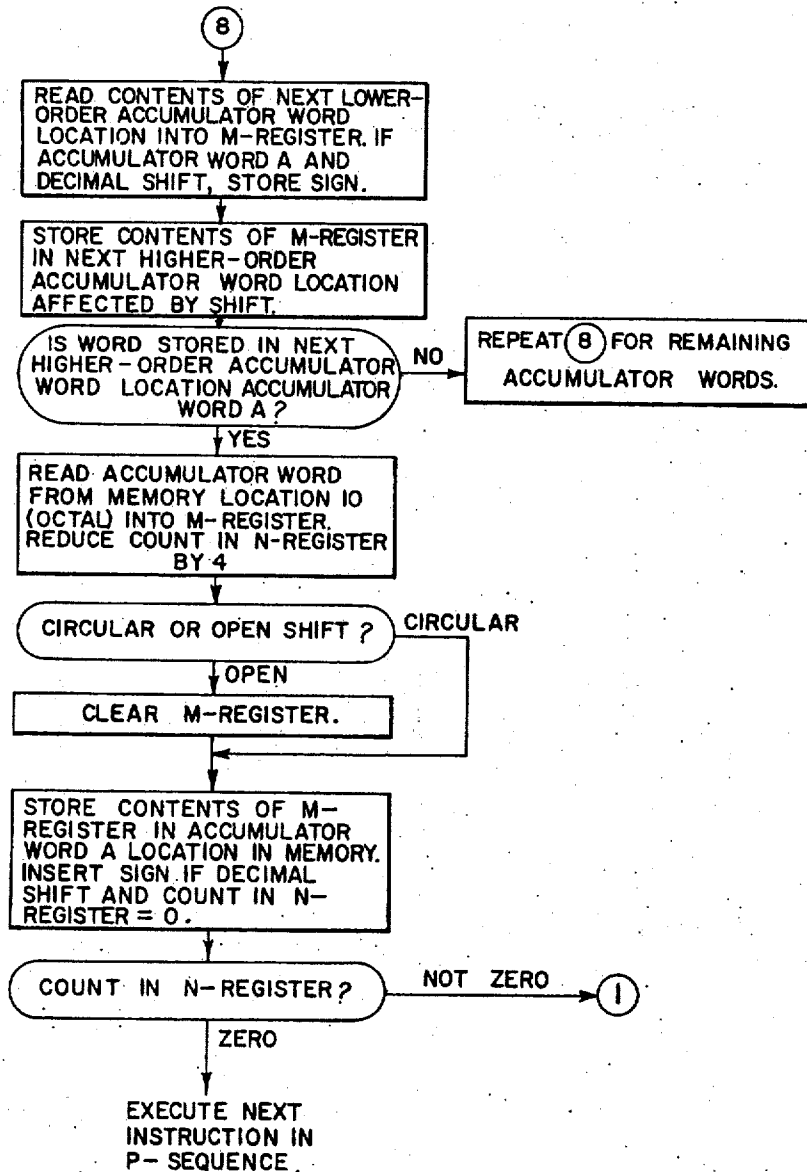 8
READ CONTENTS OF NEXT LOWER-
ORDER ACCUMULATOR WORD
LOCATION INTO M-REGISTER. IF
ACCUMULATOR WORD A AND
DECIMAL SHIFT, STORE SIGN.
STORE CONTENTS OF M-REGISTER
IN NEXT HIGHER-ORDER
ACCUMULATOR WORD LOCATION
AFFECTED BY SHIFT.
IS WORD STORED IN NEXT
HIGHER-ORDER ACCUMULATOR
WORD LOCATION ACCUMULATOR
WORD A?
NO
REPEAT 8 FOR REMAINING
ACCUMULATOR WORDS.
YES
READ ACCUMULATOR WORD
FROM MEMORY LOCATION 10
(OCTAL) INTO M-REGISTER.
REDUCE COUNT IN N-REGISTER
BY 4
CIRCULAR OR OPEN SHIFT?
CIRCULAR
OPEN
CLEAR M-REGISTER.
STORE CONTENTS OF M-
REGISTER IN ACCUMULATOR
WORD A LOCATION IN MEMORY.
INSERT SIGN IF DECIMAL
SHIFT AND COUNT IN N-
REGISTER = 0.
COUNT IN N-REGISTER?
NOT ZERO
1
ZERO
EXECUTE NEXT
INSTRUCTION IN
P-SEQUENCE